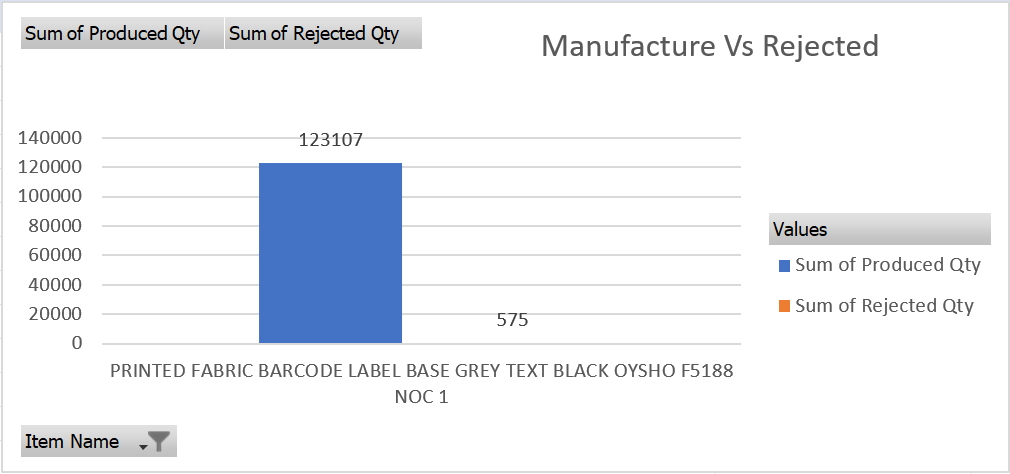 Sum of Produced Qty Sum of Rejected Qty
Manufacture Vs Rejected
140000
120000
100000
80000
60000
40000
20000
0
123107
575
PRINTED FABRIC BARCODE LABEL BASE GREY TEXT BLACK OYSHO F5188
NOC 1
Values
Sum of Produced Qty
Sum of Rejected Qty
Item Name